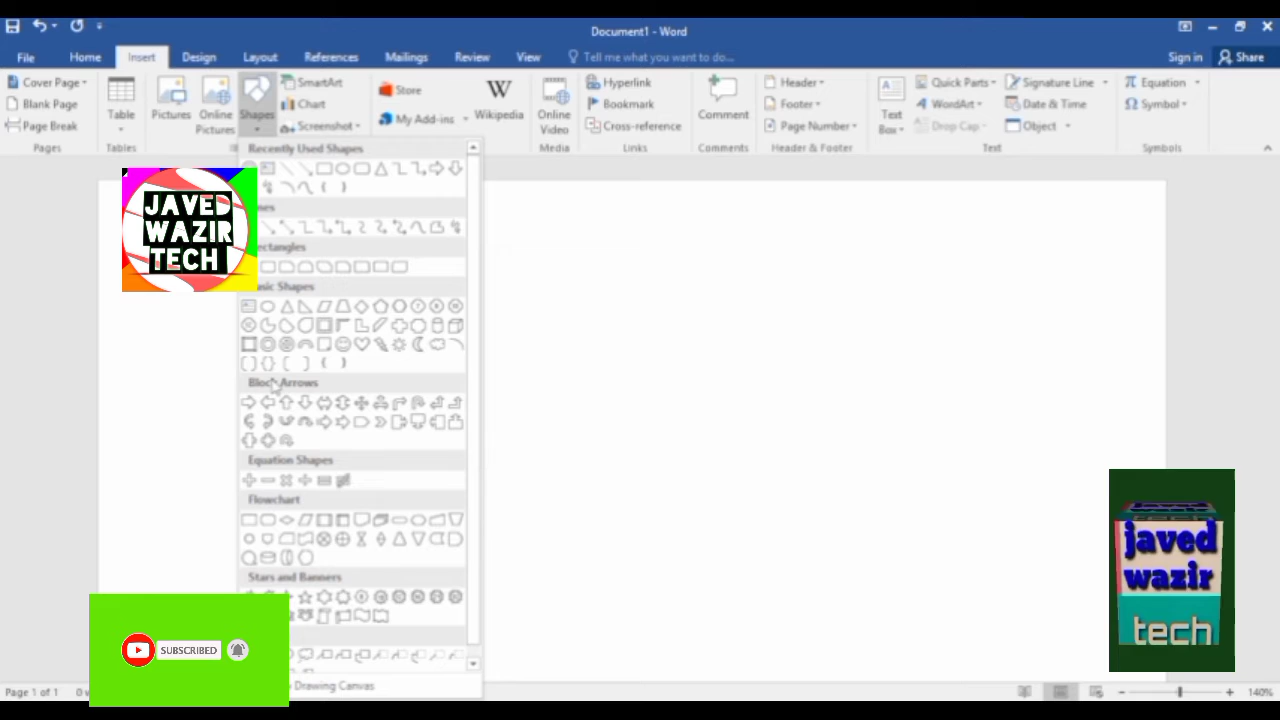 Document1 - Word
File Home Insert Design Layout References Mailings Review View Tell me what you want to do... Sign in Share
Cover Page
Blank Page
Page Break
Pages
Table
Tables
Pictures
Online Pictures
Shapes
SmartArt
Chart
Screenshot
Store
My Add-ins
Wikipedia
Online Video
Media
Hyperlink
Bookmark
Cross-reference
Links
Comment
Comments
Header
Footer
Page Number
Header & Footer
Text Box
Quick Parts
WordArt
Drop Cap
Signature Line
Date & Time
Object
Text
Equation
Symbol
Symbols
Recently Used Shapes
Block Arrows
Equation Shapes
Flowchart
Stars and Banners
Drawing Canvas
JAVED
WAZIR
TECH
SUBSCRIBED
javed
wazir
tech
Page 1 of 1
140%